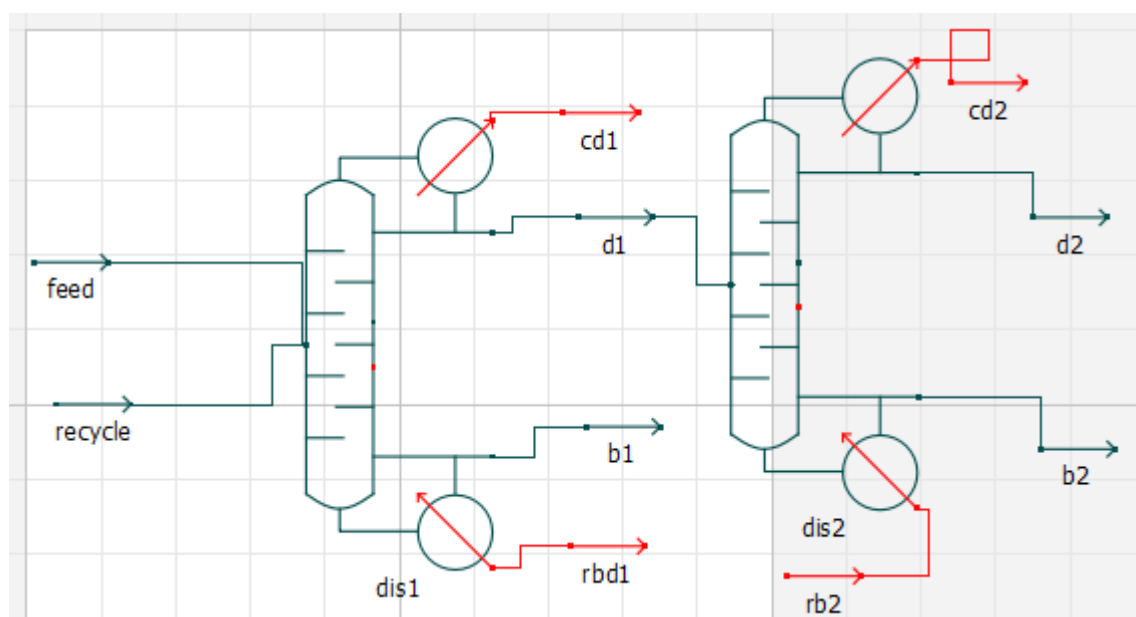 cd2
cd1
d1
d2
feed
recycle
b1
b2
dis2
rbd1
dis1
rb2